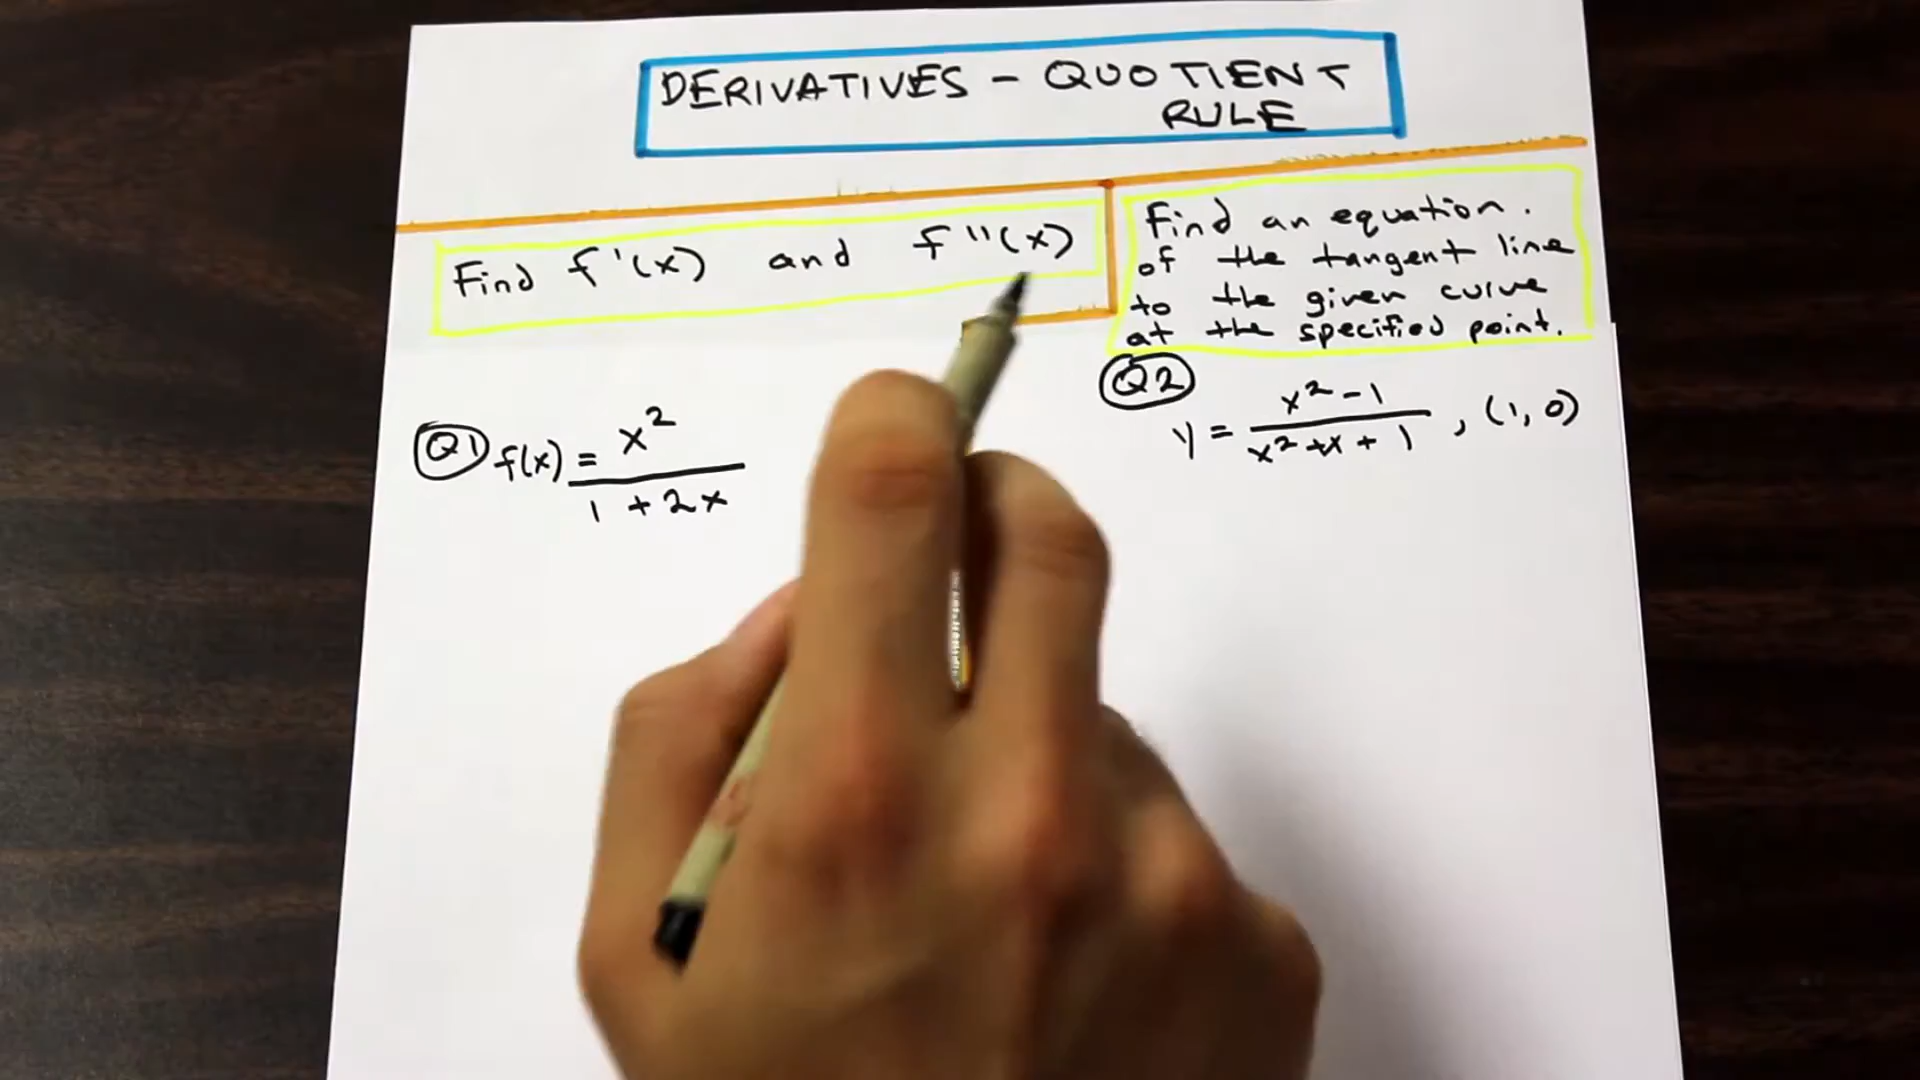 DERIVATIVES - QUOTIENT
RULE
Find f'(x) and f''(x)
Find an equation.
of the tangent line
to the given curve
at the specified point.
Q1 f(x) = x²
1 + 2x
Q2
y = x² - 1 , (1, 0)
x² + x + 1